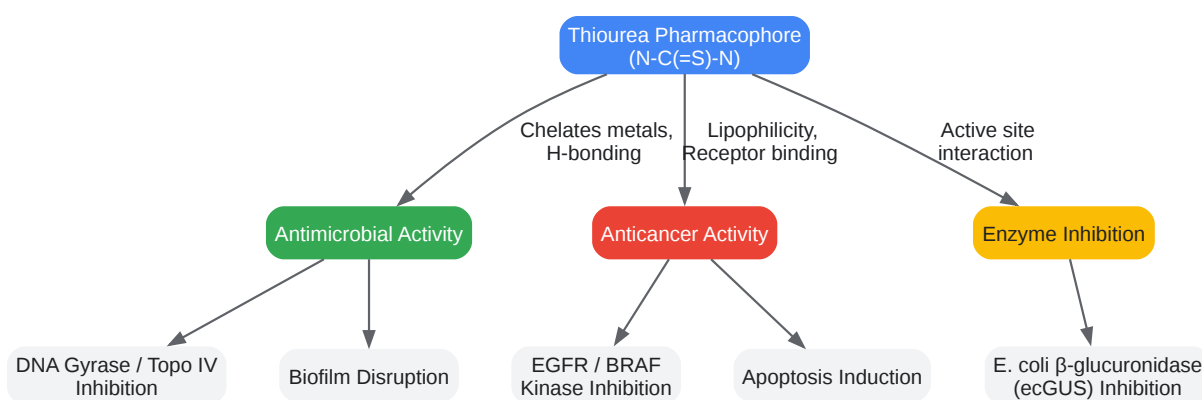 Thiourea Pharmacophore
(N-C(=S)-N)
Chelates metals,
H-bonding
Lipophilicity,
Receptor binding
Active site
interaction
Antimicrobial Activity
Anticancer Activity
Enzyme Inhibition
DNA Gyrase / Topo IV
Inhibition
Biofilm Disruption
EGFR / BRAF
Kinase Inhibition
Apoptosis Induction
E. coli β-glucuronidase
(ecGUS) Inhibition